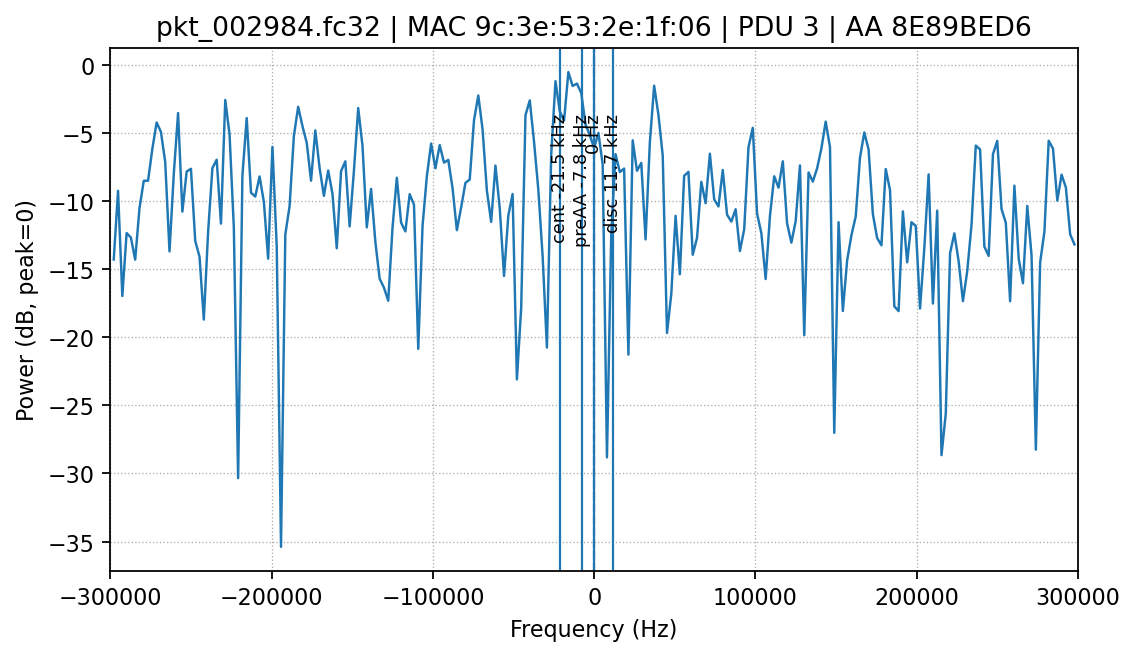 pkt_002984.fc32 | MAC 9c:3e:53:2e:1f:06 | PDU 3 | AA 8E89BED6
Power (dB, peak=0)
0
−5
−10
−15
−20
−25
−30
−35
cent -21.5 kHz
preAA -7.8 kHz
0 Hz
disc 11.7 kHz
−300000
−200000
−100000
0
100000
200000
300000
Frequency (Hz)